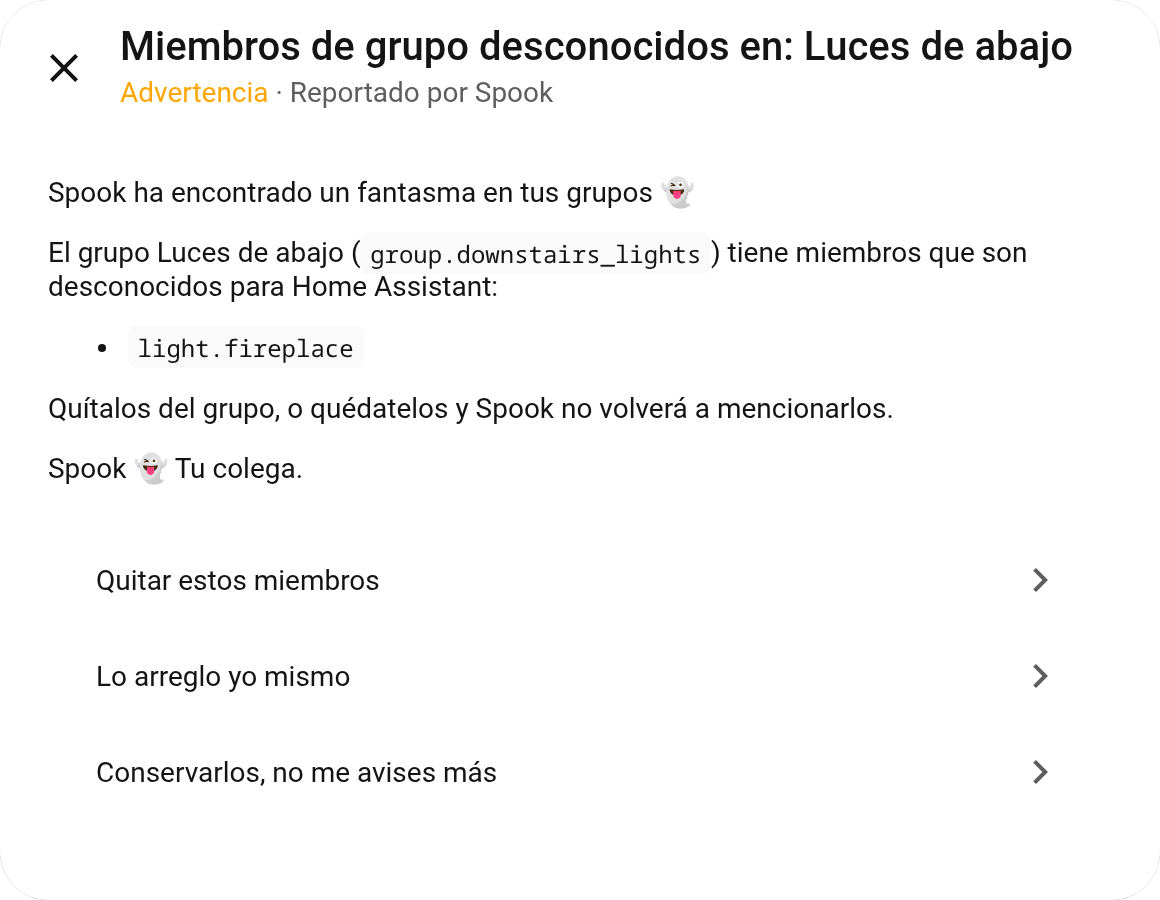 Miembros de grupo desconocidos en: Luces de abajo
Advertencia · Reportado por Spook
Spook ha encontrado un fantasma en tus grupos 👻
El grupo Luces de abajo ( group.downstairs_lights ) tiene miembros que son
desconocidos para Home Assistant:
• light.fireplace
Quítalos del grupo, o quédatelos y Spook no volverá a mencionarlos.
Spook 👻 Tu colega.
Quitar estos miembros
Lo arreglo yo mismo
Conservarlos, no me avises más